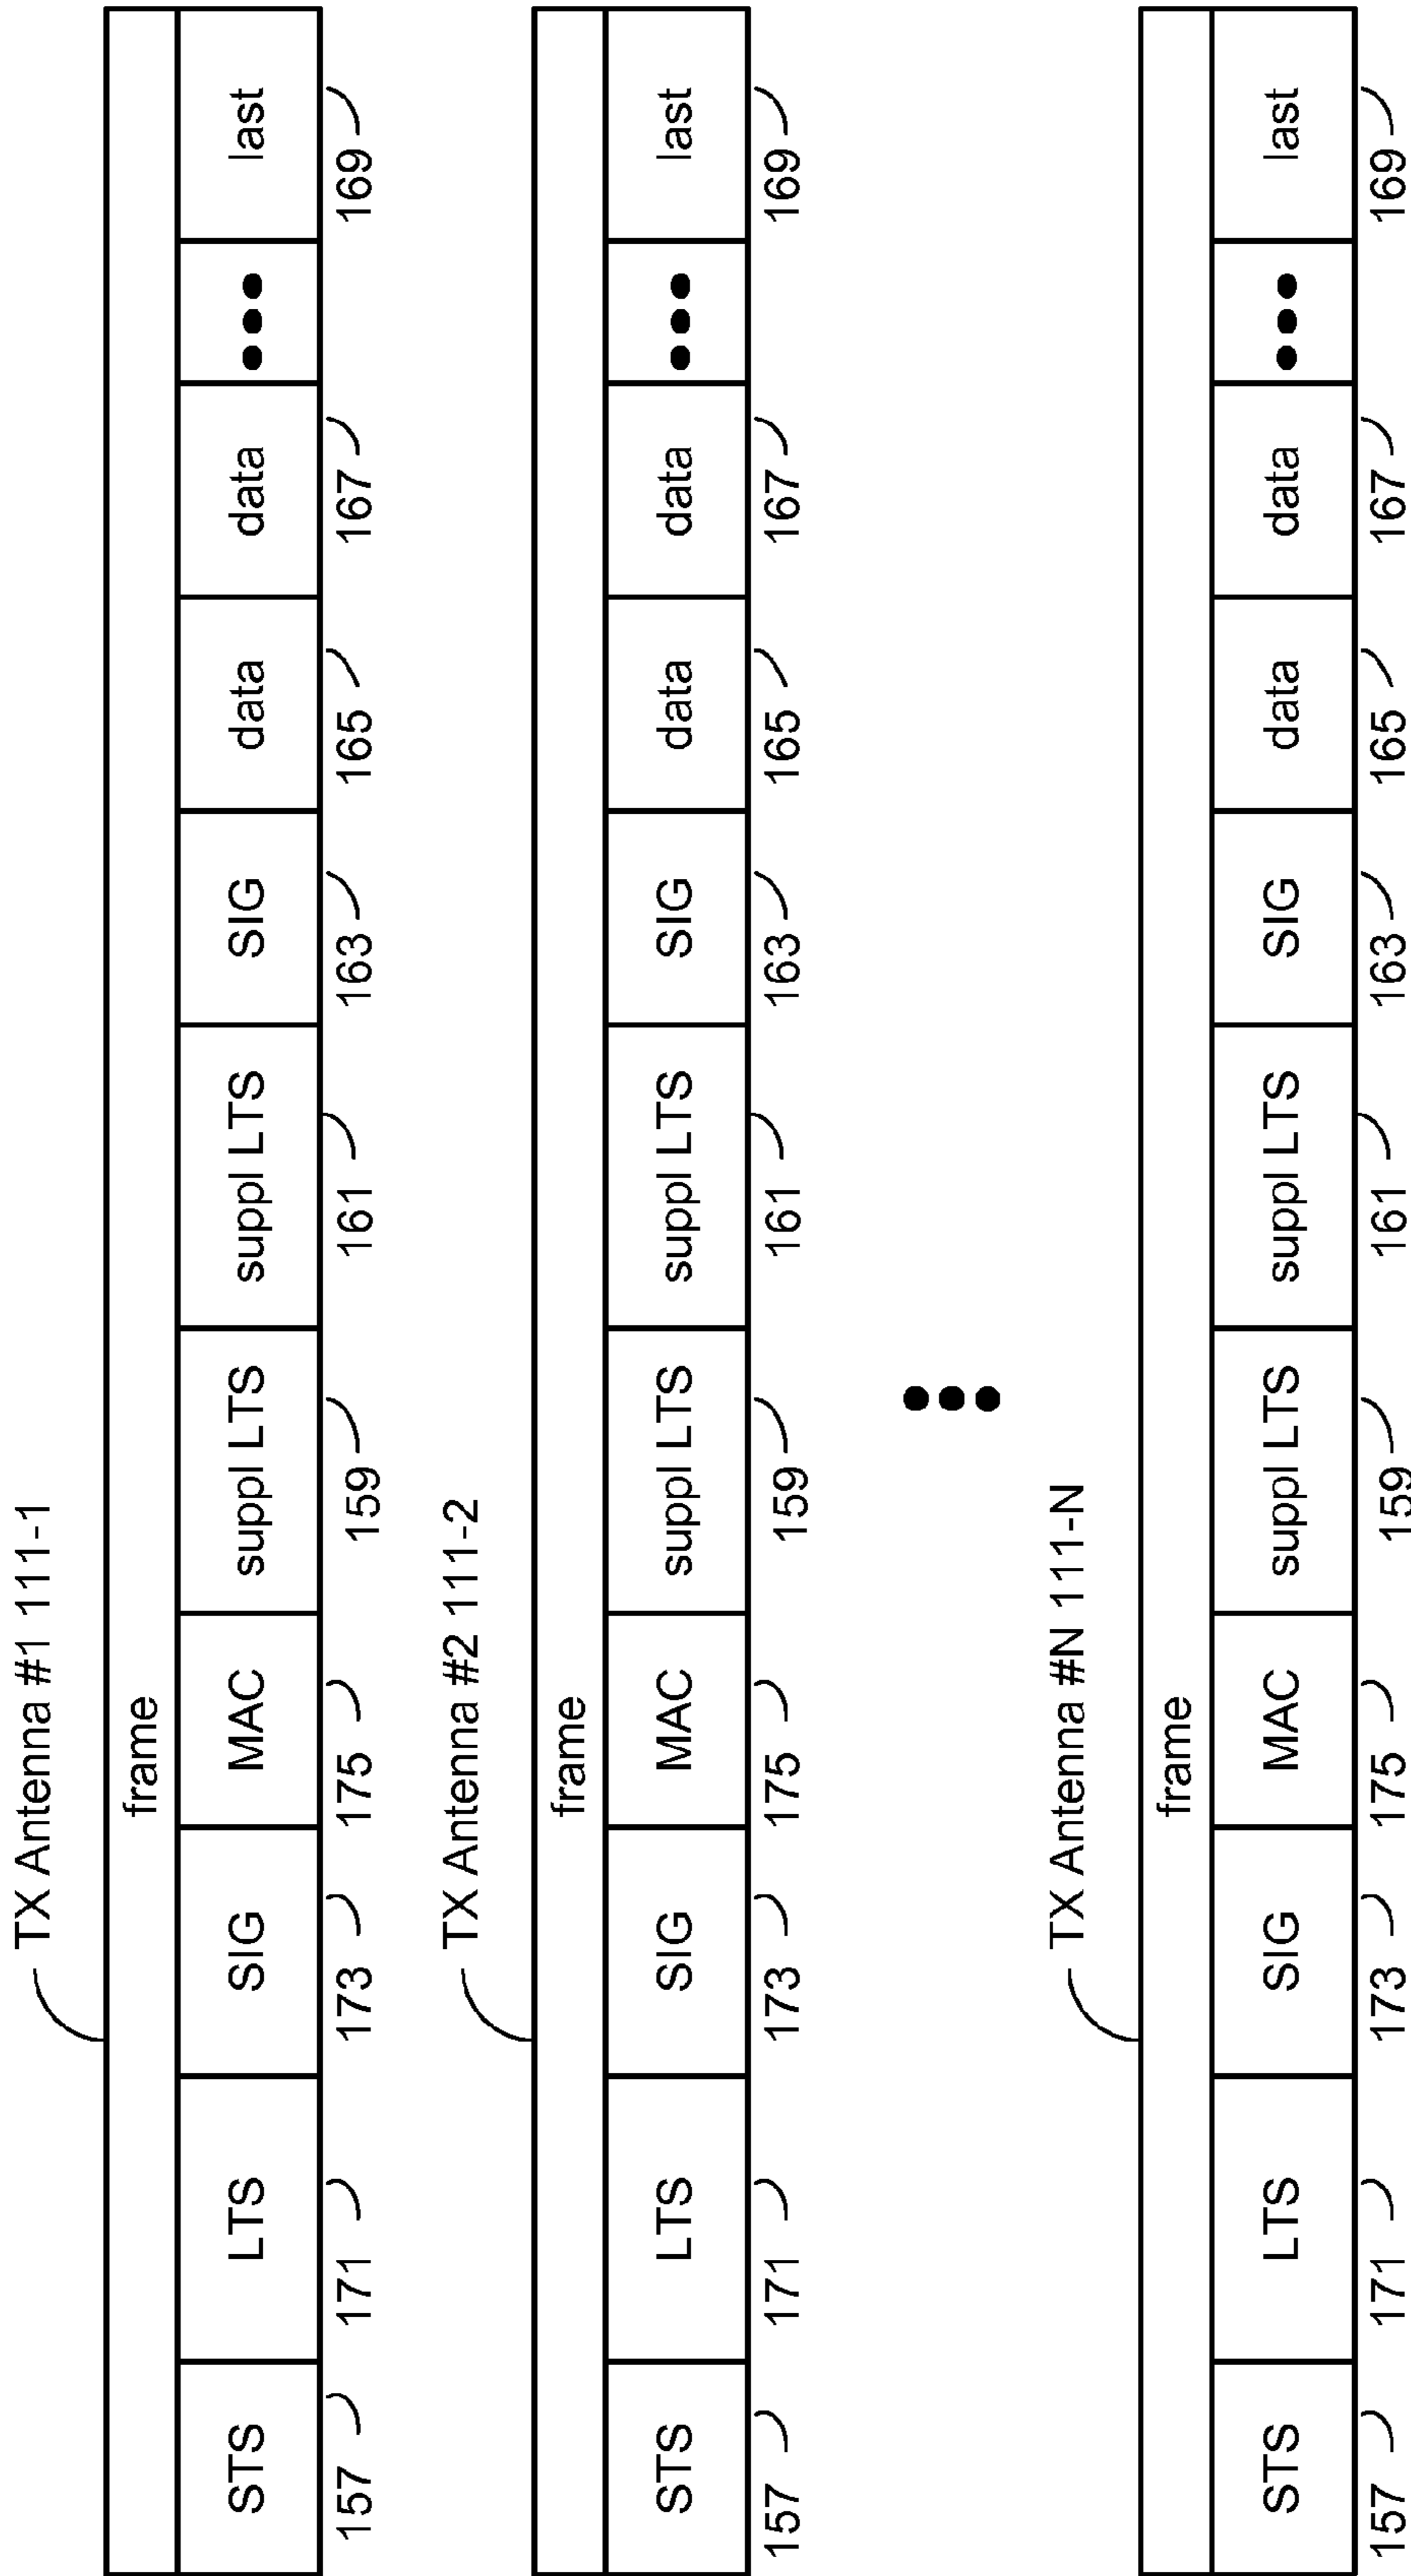 TX Antenna #1 111-1
frame
STS LTS SIG MAC suppl LTS suppl LTS SIG data data ••• last
157 171 173 175 159 161 163 165 167 169
TX Antenna #2 111-2
frame
STS LTS SIG MAC suppl LTS suppl LTS SIG data data ••• last
157 171 173 175 159 161 163 165 167 169
•••
TX Antenna #N 111-N
frame
STS LTS SIG MAC suppl LTS suppl LTS SIG data data ••• last
157 171 173 175 159 161 163 165 167 169